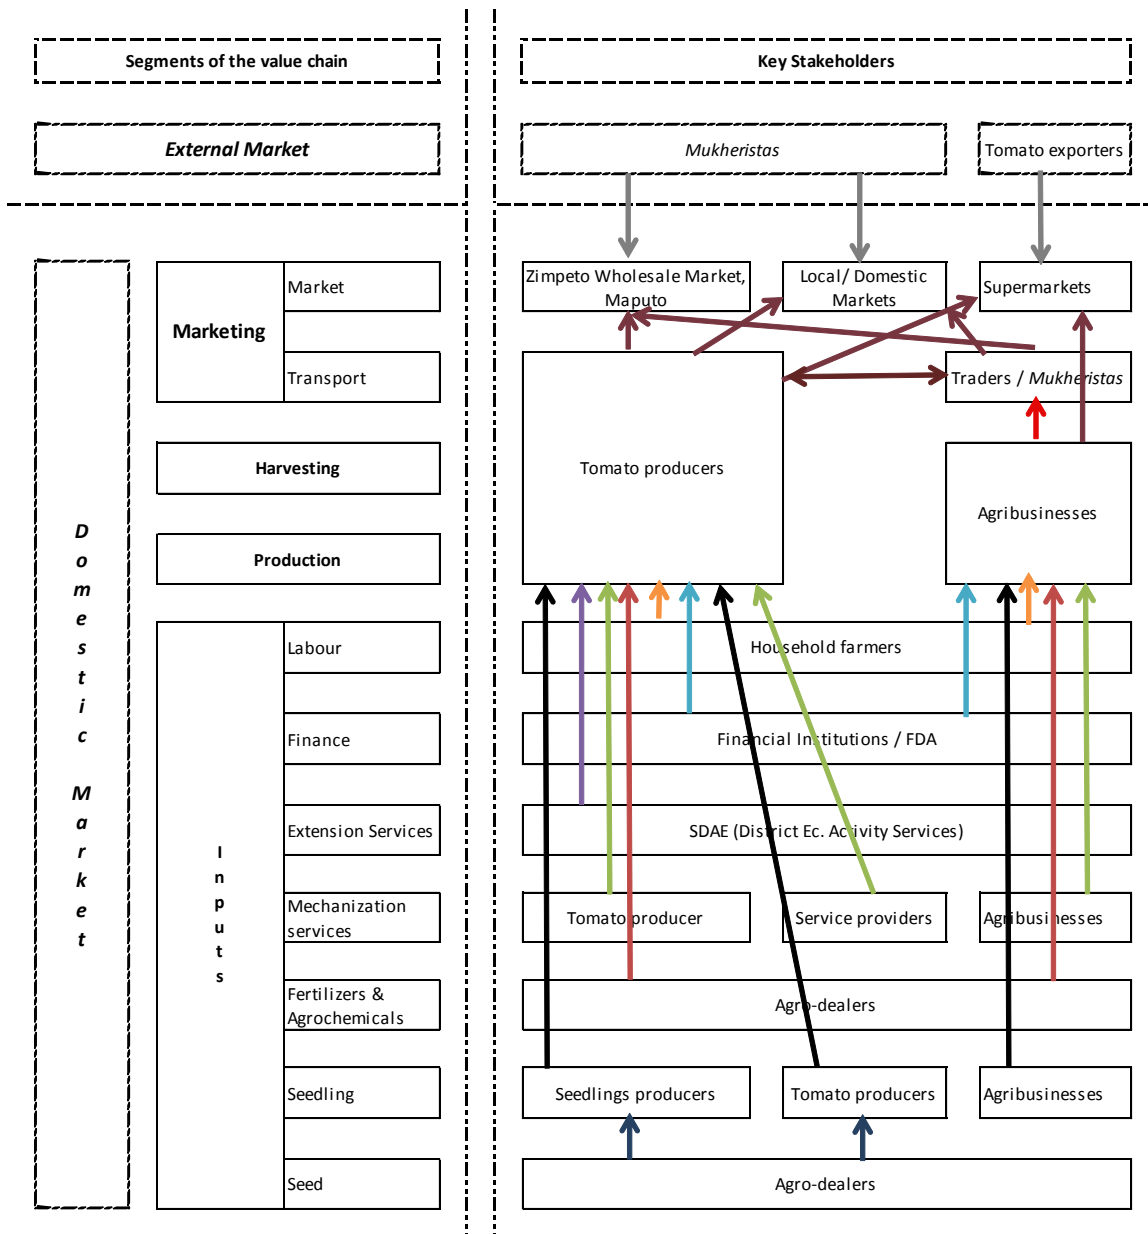 Segments of the value chain
Key Stakeholders
External Market
Mukheristas
Tomato exporters
Domestic Market
Marketing
Market
Transport
Zimpeto Wholesale Market,
Maputo
Local/ Domestic
Markets
Supermarkets
Traders / Mukheristas
Harvesting
Tomato producers
Production
Agribusinesses
Inputs
Labour
Household farmers
Finance
Financial Institutions / FDA
Extension Services
SDAE (District Ec. Activity Services)
Mechanization
services
Tomato producer
Service providers
Agribusinesses
Fertilizers &
Agrochemicals
Agro-dealers
Seedling
Seedlings producers
Tomato producers
Agribusinesses
Seed
Agro-dealers